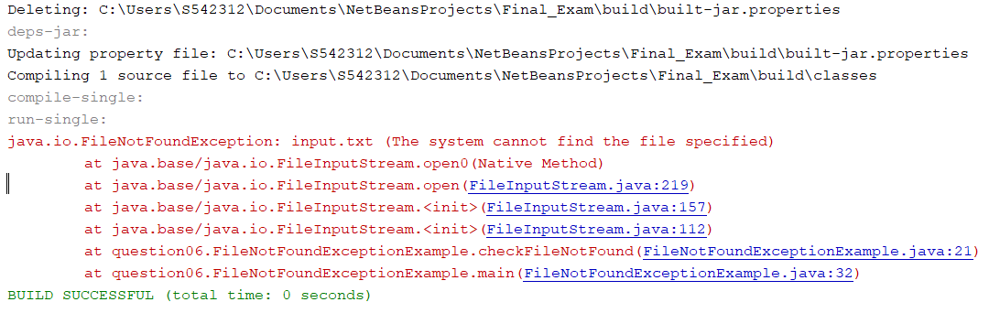 Deleting: C:\Users\S542312\Documents\NetBeansProjects\Final_Exam\build\built-jar.properties
deps-jar:
Updating property file: C:\Users\S542312\Documents\NetBeansProjects\Final_Exam\build\built-jar.properties
Compiling 1 source file to C:\Users\S542312\Documents\NetBeansProjects\Final_Exam\build\classes
compile-single:
run-single:
java.io.FileNotFoundException: input.txt (The system cannot find the file specified)
at java.base/java.io.FileInputStream.open0(Native Method)
at java.base/java.io.FileInputStream.open(FileInputStream.java:219)
at java.base/java.io.FileInputStream.<init>(FileInputStream.java:157)
at java.base/java.io.FileInputStream.<init>(FileInputStream.java:112)
at question06.FileNotFoundExceptionExample.checkFileNotFound(FileNotFoundExceptionExample.java:21)
at question06.FileNotFoundExceptionExample.main(FileNotFoundExceptionExample.java:32)
BUILD SUCCESSFUL (total time: 0 seconds)